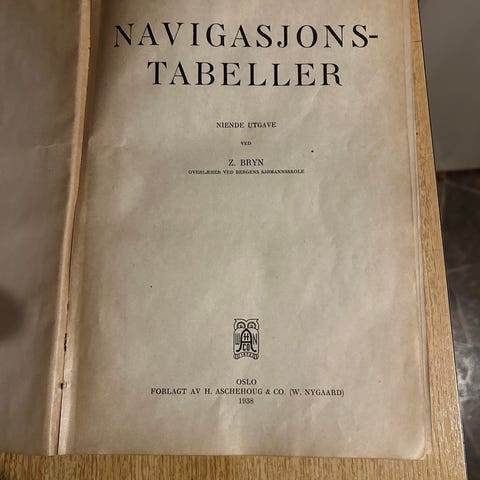 NAVIGASJONS-
TABELLER
NIENDE UTGAVE
VED
Z. BRYN
OVERLÆRER VED BERGENS SJØMANNSSKOLE
OSLO
FORLAGT AV H. ASCHEHOUG & CO. (W. NYGAARD)
1938